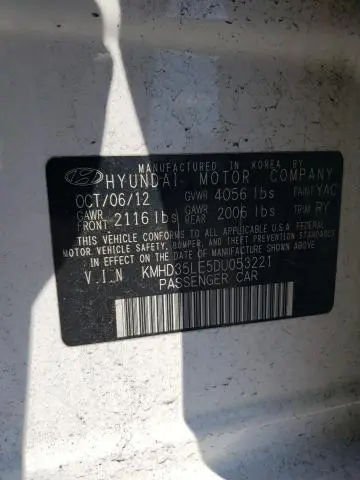 MANUFACTURED IN KOREA BY
HYUNDAI MOTOR COMPANY
OCT/06/12 GVWR 4056 lbs PAINT YAC
GAWR FRONT 2116 lbs GAWR REAR 2006 lbs TRIM RY
THIS VEHICLE CONFORMS TO ALL APPLICABLE U.S. FEDERAL
MOTOR VEHICLE SAFETY, BUMPER, AND THEFT PREVENTION STANDARDS
IN EFFECT ON THE DATE OF MANUFACTURE SHOWN ABOVE.
V.I.N KMHD35LE5DU053221
PASSENGER CAR